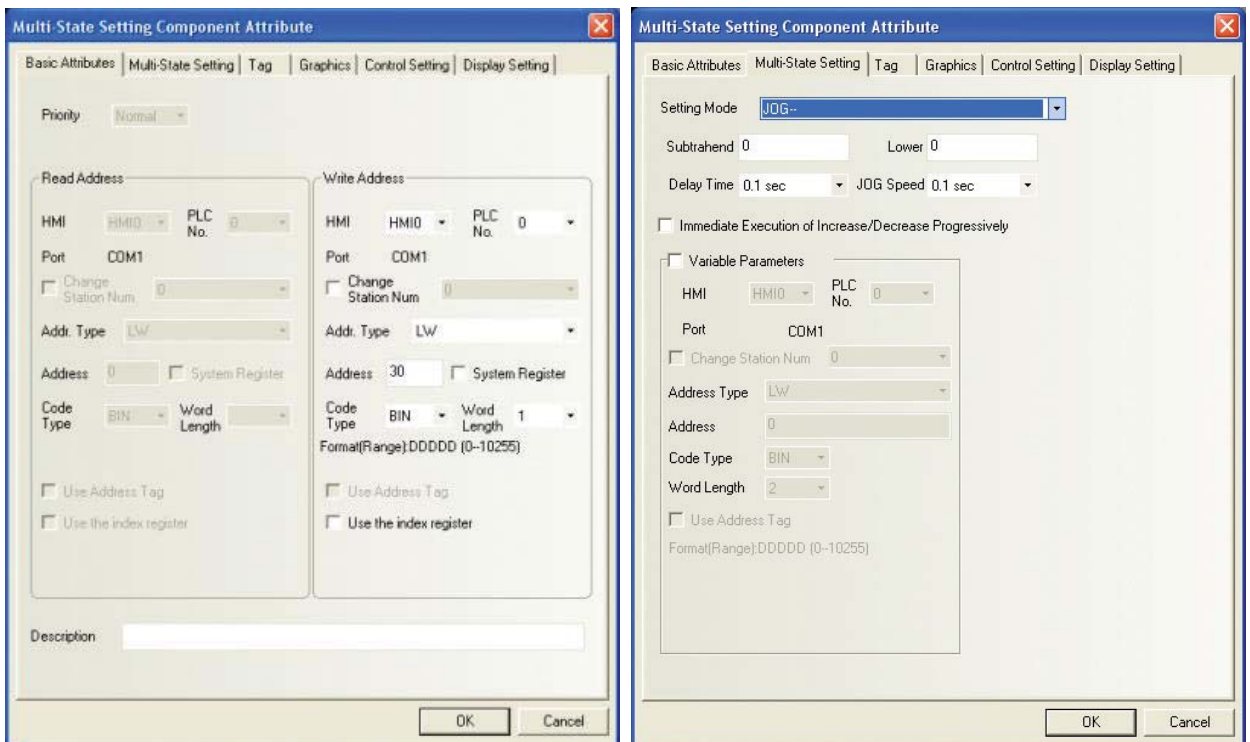 Multi-State Setting Component Attribute
Basic Attributes Multi-State Setting Tag Graphics Control Setting Display Setting
Priority Normal
Read Address
HMI HMI0 PLC No. 0
Port COM1
Change Station Num 0
Addr. Type LW
Address 0 System Register
Code Type BIN Word Length
Use Address Tag
Use the index register
Write Address
HMI HMI0 PLC No. 0
Port COM1
Change Station Num 0
Addr. Type LW
Address 30 System Register
Code Type BIN Word Length 1
Format(Range):DDDDD (0--10255)
Use Address Tag
Use the index register
Description
OK Cancel
Multi-State Setting Component Attribute
Basic Attributes Multi-State Setting Tag Graphics Control Setting Display Setting
Setting Mode JOG--
Subtrahend 0 Lower 0
Delay Time 0.1 sec JOG Speed 0.1 sec
Immediate Execution of Increase/Decrease Progressively
Variable Parameters
HMI HMI0 PLC No. 0
Port COM1
Change Station Num 0
Address Type LW
Address 0
Code Type BIN
Word Length 2
Use Address Tag
Format(Range):DDDDD (0--10255)
OK Cancel